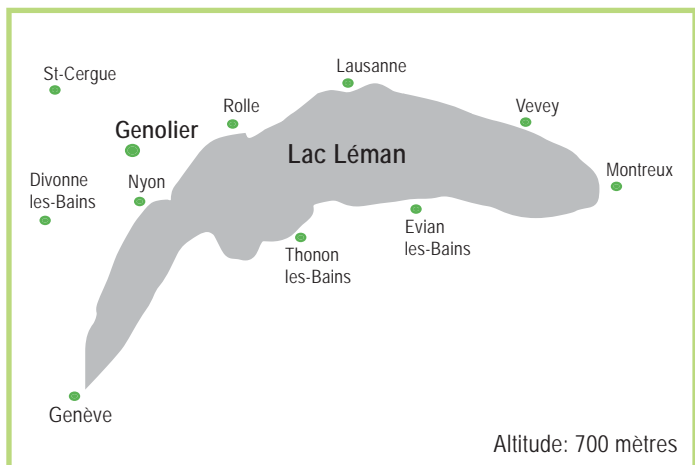 Lausanne
St-Cergue
Rolle
Vevey
Genolier
Lac Léman
Montreux
Divonne
les-Bains
Nyon
Evian
les-Bains
Thonon
les-Bains
Genève
Altitude: 700 mètres